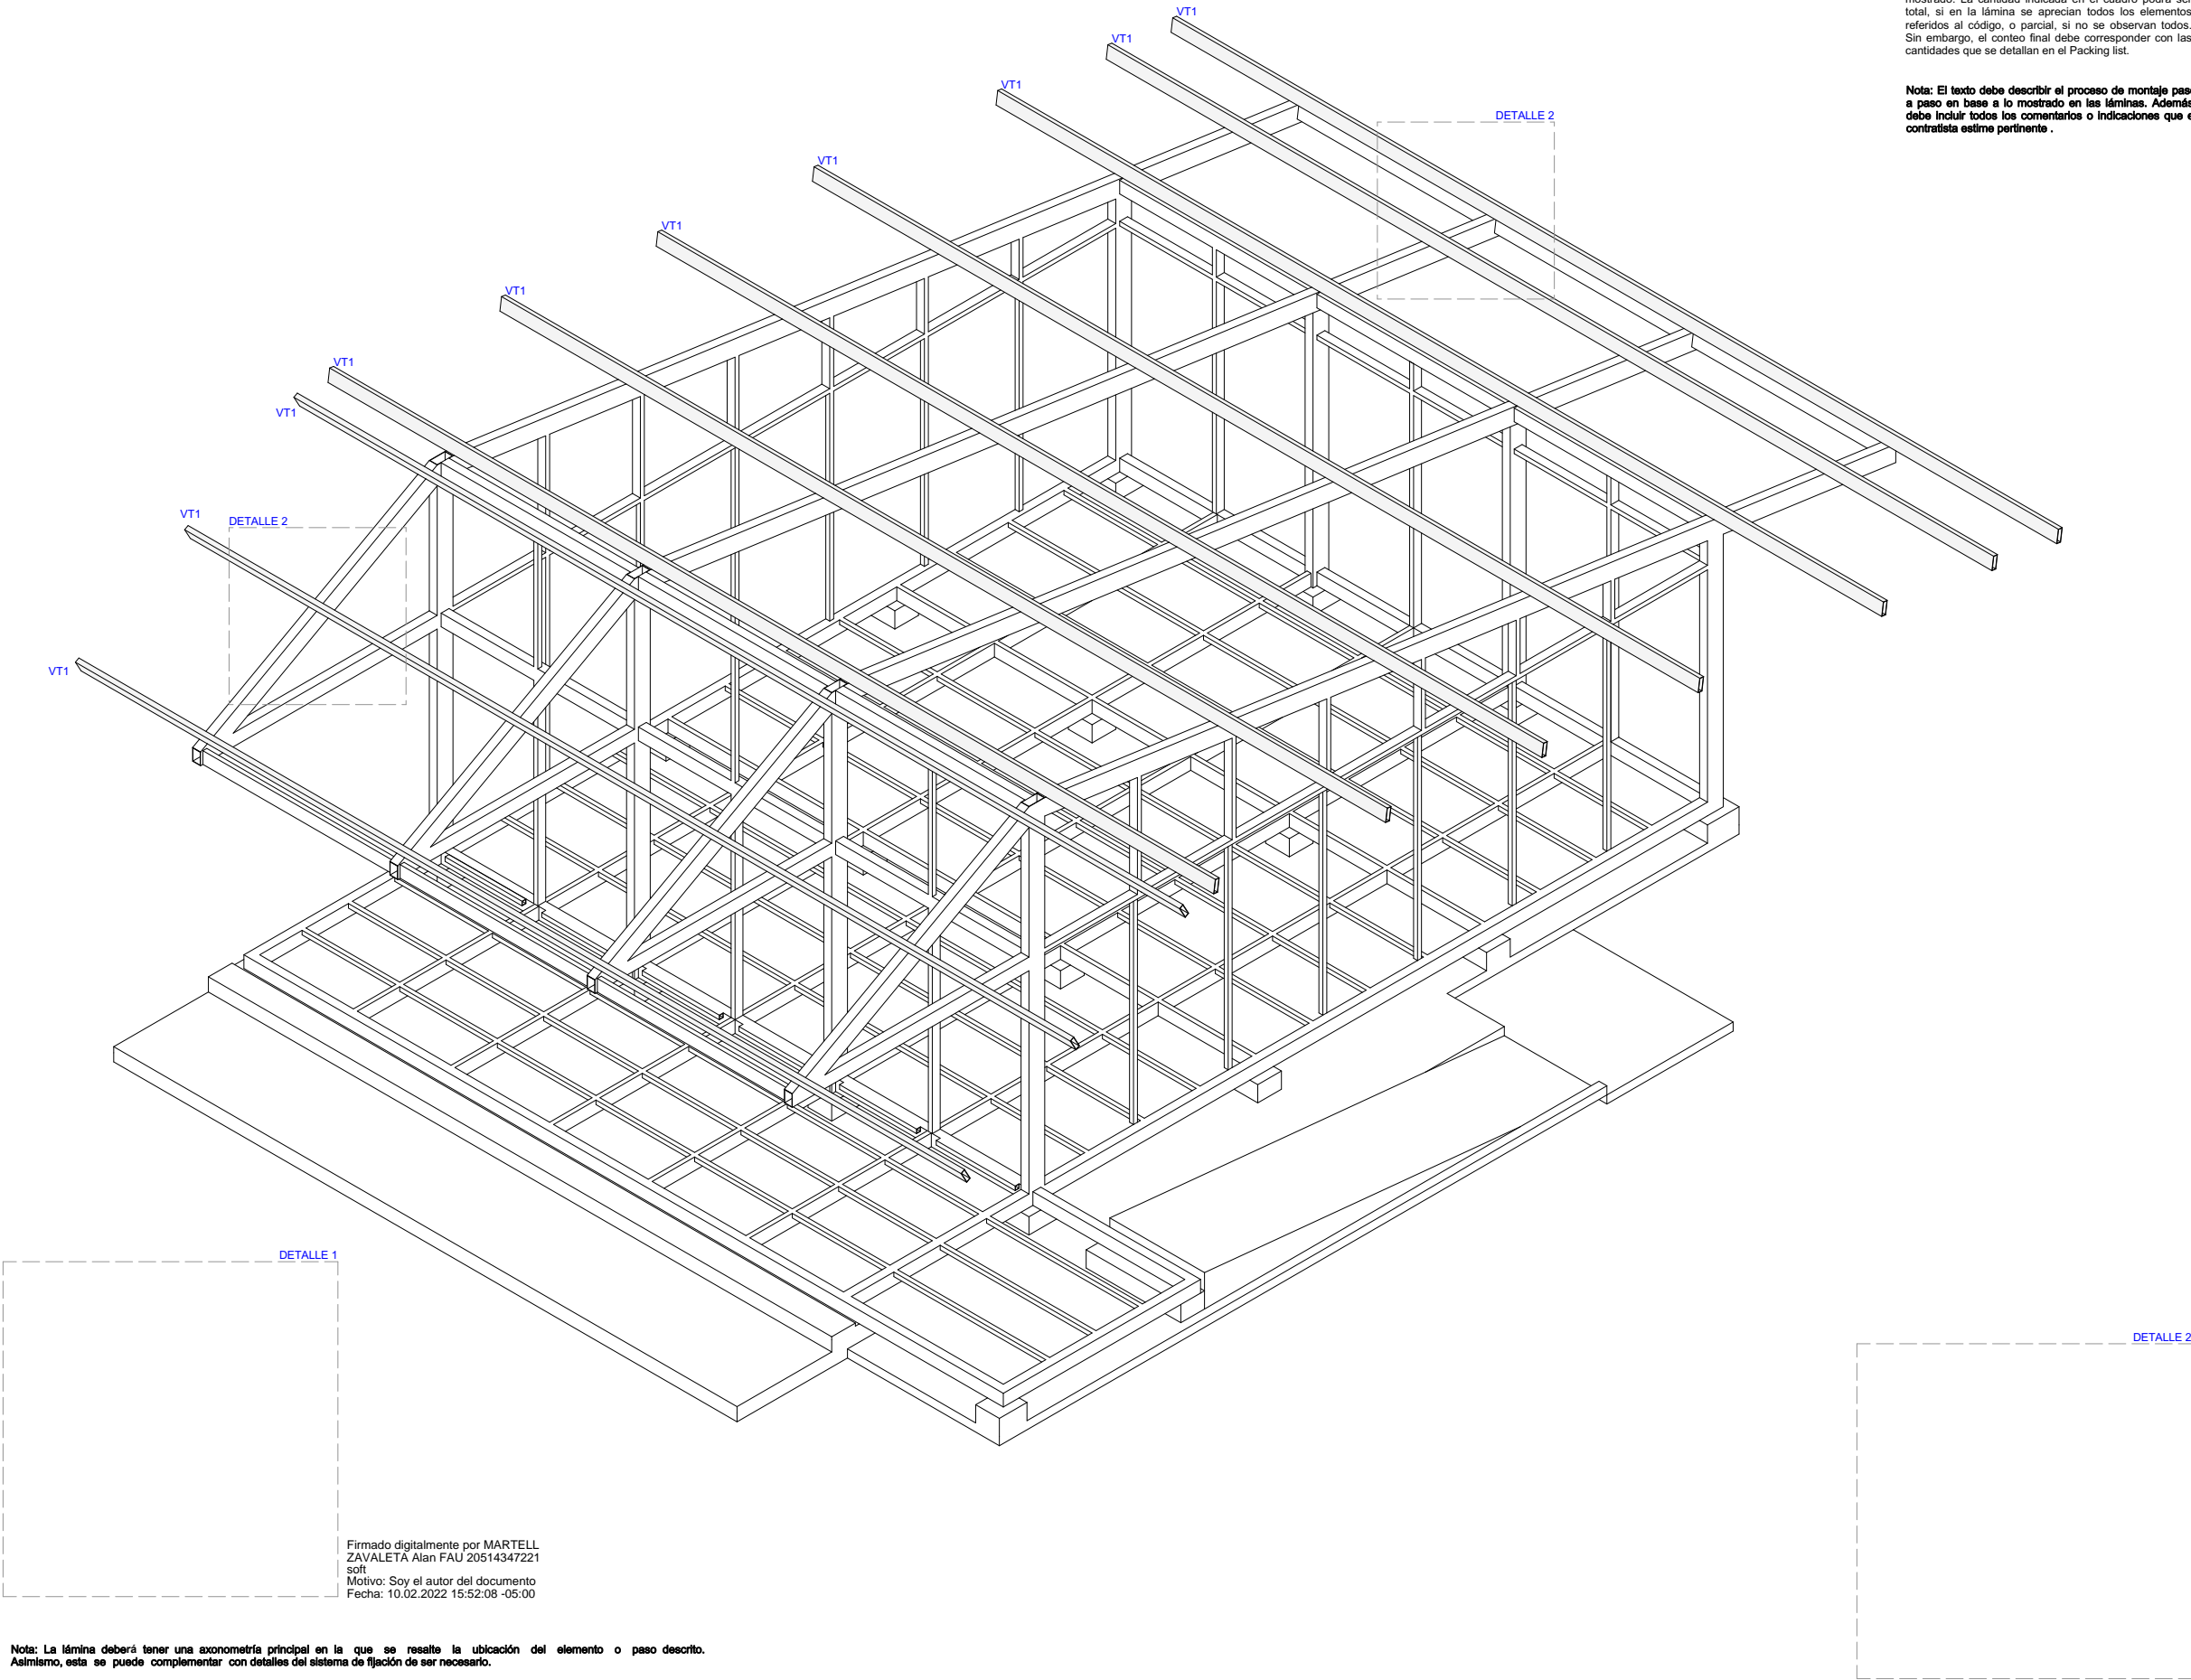 mostrado. La cantidad indicada en el cuadro podrá ser
total, si en la lámina se aprecian todos los elementos
referidos al código, o parcial, si no se observan todos.
Sin embargo, el conteo final debe corresponder con las
cantidades que se detallan en el Packing list.
Nota: El texto debe describir el proceso de montaje paso
a paso en base a lo mostrado en las láminas. Además
debe incluir todos los comentarios o indicaciones que e
contratista estime pertinente .
VT1
VT1
VT1
DETALLE 2
VT1
VT1
VT1
VT1
VT1
VT1
DETALLE 2
VT1
DETALLE 1
DETALLE 2
Firmado digitalmente por MARTELL
ZAVALETA Alan FAU 20514347221
soft
Motivo: Soy el autor del documento
Fecha: 10.02.2022 15:52:08 -05:00
Nota: La lámina deberá tener una axonometría principal en la que se resalte la ubicación del elemento o paso descrito.
Asimismo, esta se puede complementar con detalles del sistema de fijación de ser necesario.